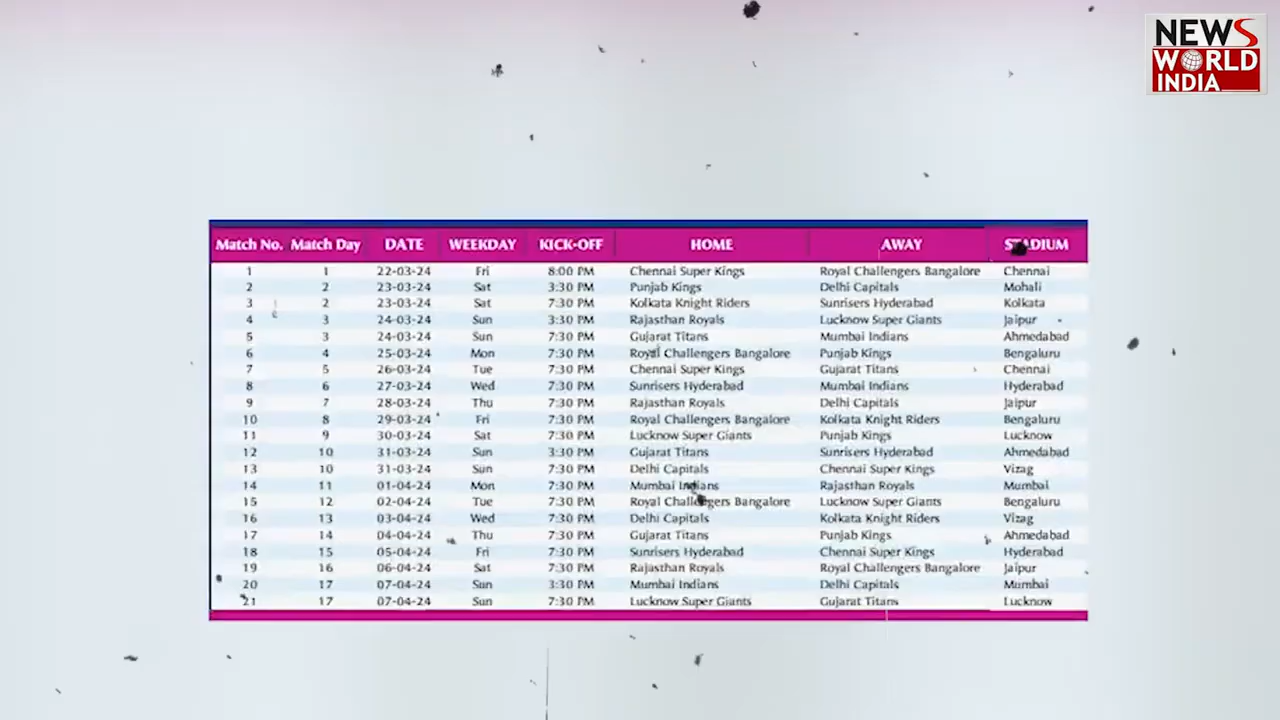 NEWS
WORLD
INDIA
Match No. Match Day DATE WEEKDAY KICK-OFF HOME AWAY STADIUM
1 1 22-03-24 Fri 8:00 PM Chennai Super Kings Royal Challengers Bangalore Chennai
2 2 23-03-24 Sat 3:30 PM Punjab Kings Delhi Capitals Mohali
3 2 23-03-24 Sat 7:30 PM Kolkata Knight Riders Sunrisers Hyderabad Kolkata
4 3 24-03-24 Sun 3:30 PM Rajasthan Royals Lucknow Super Giants Jaipur
5 3 24-03-24 Sun 7:30 PM Gujarat Titans Mumbai Indians Ahmedabad
6 4 25-03-24 Mon 7:30 PM Royal Challengers Bangalore Punjab Kings Bengaluru
7 5 26-03-24 Tue 7:30 PM Chennai Super Kings Gujarat Titans Chennai
8 6 27-03-24 Wed 7:30 PM Sunrisers Hyderabad Mumbai Indians Hyderabad
9 7 28-03-24 Thu 7:30 PM Rajasthan Royals Delhi Capitals Jaipur
10 8 29-03-24 Fri 7:30 PM Royal Challengers Bangalore Kolkata Knight Riders Bengaluru
11 9 30-03-24 Sat 7:30 PM Lucknow Super Giants Punjab Kings Lucknow
12 10 31-03-24 Sun 3:30 PM Gujarat Titans Sunrisers Hyderabad Ahmedabad
13 10 31-03-24 Sun 7:30 PM Delhi Capitals Chennai Super Kings Vizag
14 11 01-04-24 Mon 7:30 PM Mumbai Indians Rajasthan Royals Mumbai
15 12 02-04-24 Tue 7:30 PM Royal Challengers Bangalore Lucknow Super Giants Bengaluru
16 13 03-04-24 Wed 7:30 PM Delhi Capitals Kolkata Knight Riders Vizag
17 14 04-04-24 Thu 7:30 PM Gujarat Titans Punjab Kings Ahmedabad
18 15 05-04-24 Fri 7:30 PM Sunrisers Hyderabad Chennai Super Kings Hyderabad
19 16 06-04-24 Sat 7:30 PM Rajasthan Royals Royal Challengers Bangalore Jaipur
20 17 07-04-24 Sun 3:30 PM Mumbai Indians Delhi Capitals Mumbai
21 17 07-04-24 Sun 7:30 PM Lucknow Super Giants Gujarat Titans Lucknow